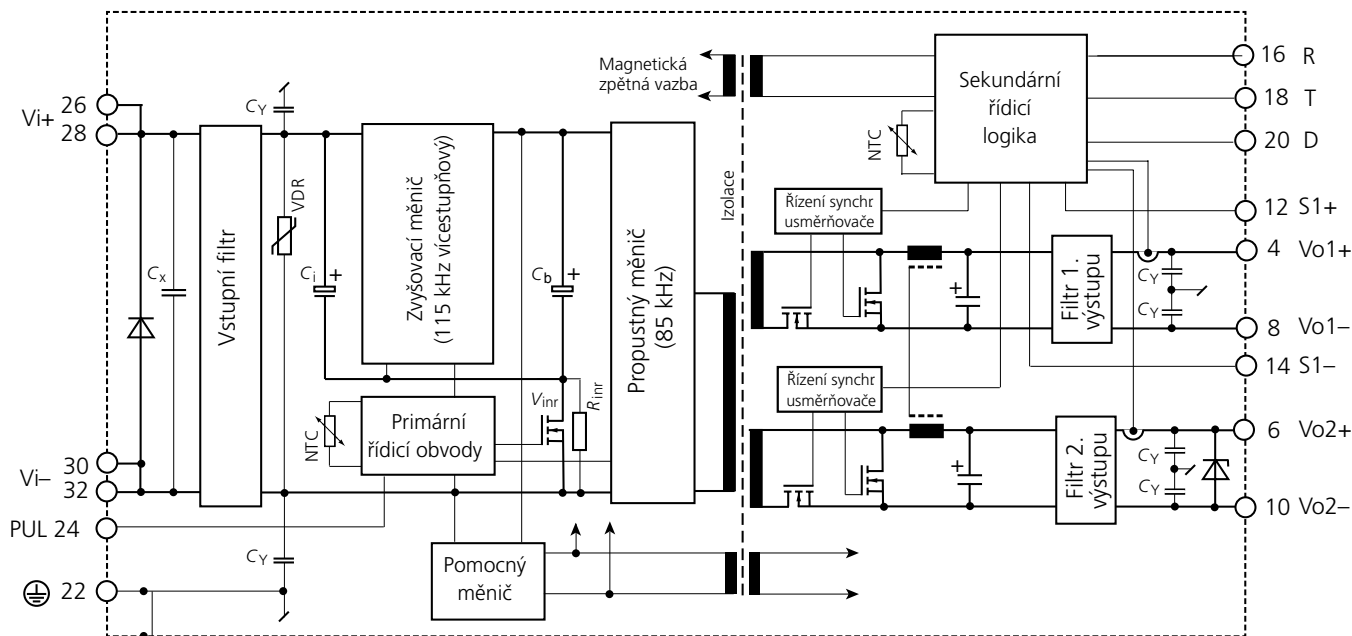 16 R
Magnetická
zpětná vazba
Sekundární
řídicí
logika
18 T
20 D
NTC
26
Vi+
28
CY
VDR
Cx
Vstupní filtr
Ci
+
Zvyšovací měnič
(115 kHz vícestupňový)
Cb
+
Propustný měnič
(85 kHz)
Izolace
Řízení synchr.
usměrňovače
12 S1+
4 Vo1+
+
Filtr 1.
výstupu
CY
CY
8 Vo1−
14 S1−
Řízení synchr.
usměrňovače
Vinr
Rinr
NTC
Primární
řídicí obvody
6 Vo2+
+
Filtr 2.
výstupu
CY
CY
10 Vo2−
30
Vi−
32
PUL 24
CY
Pomocný
měnič
22